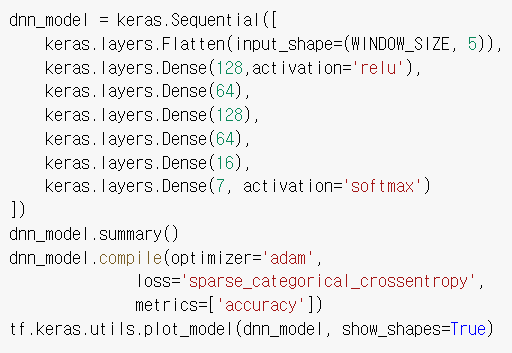 dnn_model = keras.Sequential([
    keras.layers.Flatten(input_shape=(WINDOW_SIZE, 5)),
    keras.layers.Dense(128,activation='relu'),
    keras.layers.Dense(64),
    keras.layers.Dense(128),
    keras.layers.Dense(64),
    keras.layers.Dense(16),
    keras.layers.Dense(7, activation='softmax')
])
dnn_model.summary()
dnn_model.compile(optimizer='adam',
              loss='sparse_categorical_crossentropy',
              metrics=['accuracy'])
tf.keras.utils.plot_model(dnn_model, show_shapes=True)